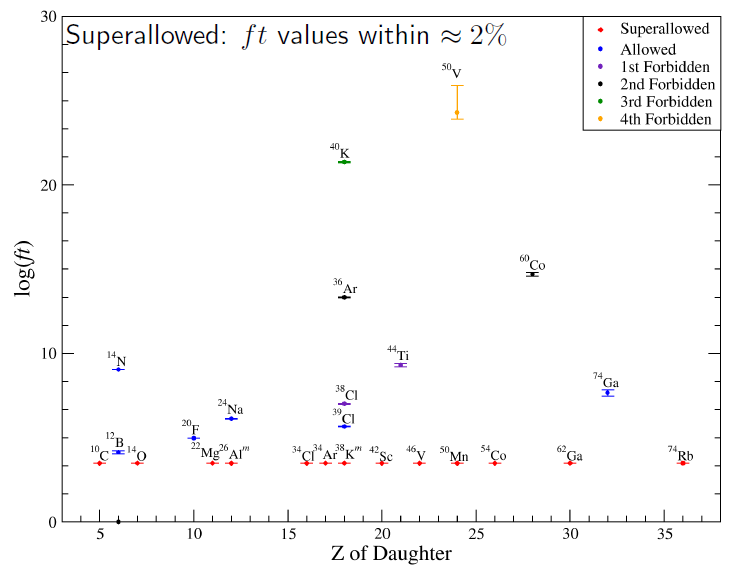 Superallowed: ft values within ≈ 2%
Superallowed
Allowed
1st Forbidden
2nd Forbidden
3rd Forbidden
4th Forbidden
30
20
10
0
log(ft)
⁵⁰V
⁴⁰K
⁶⁰Co
³⁶Ar
¹⁴N
⁴⁴Ti
⁷⁴Ga
³⁸Cl
³⁹Cl
²⁴Na
²⁰F
¹²B
¹⁰C ¹⁴O ²²Mg ²⁶Alᵐ ³⁴Cl ³⁴Ar ³⁸Kᵐ ⁴²Sc ⁴⁶V ⁵⁰Mn ⁵⁴Co ⁶²Ga ⁷⁴Rb
5 10 15 20 25 30 35
Z of Daughter